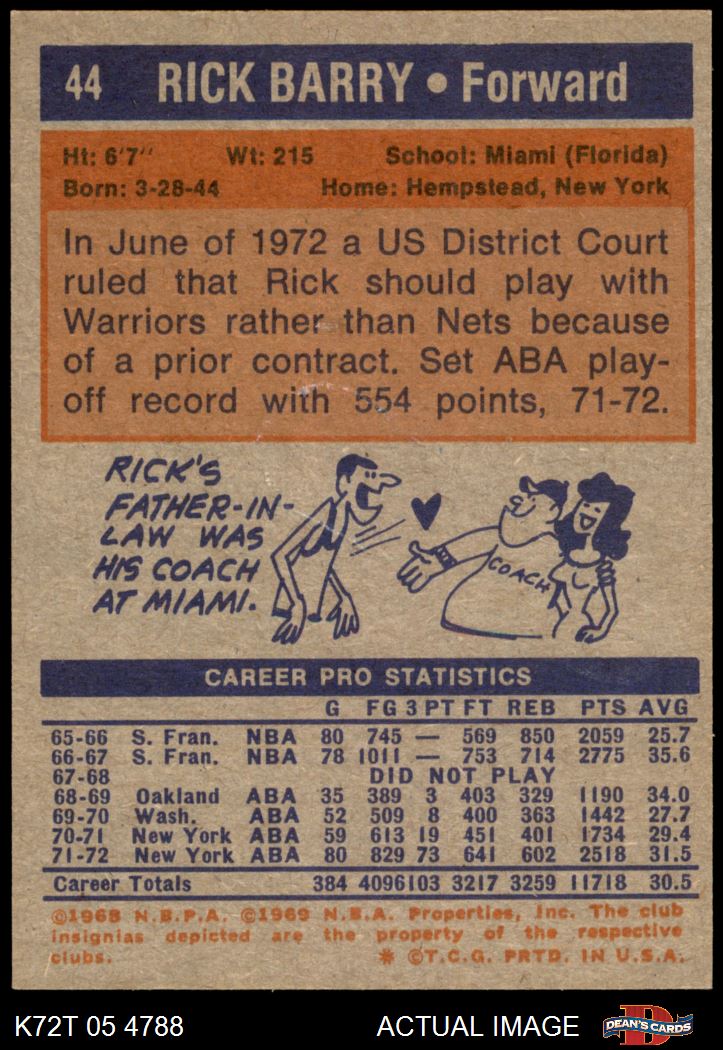 44 RICK BARRY • Forward
Ht: 6'7" Wt: 215 School: Miami (Florida)
Born: 3-28-44 Home: Hempstead, New York
In June of 1972 a US District Court
ruled that Rick should play with
Warriors rather than Nets because
of a prior contract. Set ABA play-
off record with 554 points, 71-72.
RICK'S
FATHER-IN-
LAW WAS
HIS COACH
AT MIAMI.
COACH
CAREER PRO STATISTICS
G FG 3 PT FT REB PTS AVG
65-66 S. Fran. NBA 80 745 — 569 850 2059 25.7
66-67 S. Fran. NBA 78 1011 — 753 714 2775 35.6
67-68 DID NOT PLAY
68-69 Oakland ABA 35 389 3 403 329 1190 34.0
69-70 Wash. ABA 52 509 8 400 363 1442 27.7
70-71 New York ABA 59 613 19 451 401 1734 29.4
71-72 New York ABA 80 829 73 641 602 2518 31.5
Career Totals 384 4096 103 3217 3259 11718 30.5
©1968 N.B.P.A. ©1969 N.B.A. Properties, Inc. The club
insignias depicted are the property of the respective
clubs. * ©T.C.G. PRTD. IN U.S.A.
K72T 05 4788 ACTUAL IMAGE D DEAN'S CARDS